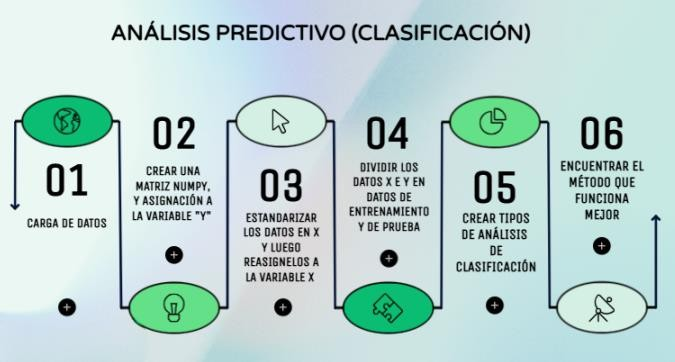 ANÁLISIS PREDICTIVO (CLASIFICACIÓN)
01
CARGA DE DATOS
02
CREAR UNA
MATRIZ NUMPY,
Y ASIGNACIÓN A
LA VARIABLE "Y"
03
ESTANDARIZAR
LOS DATOS EN X
Y LUEGO
REASIGNELOS A
LA VARIABLE X
04
DIVIDIR LOS
DATOS X E Y EN
DATOS DE
ENTRENAMIENTO
Y DE PRUEBA
05
CREAR TIPOS
DE ANÁLISIS
DE
CLASIFICACIÓN
06
ENCUENTRAR EL
MÉTODO QUE
FUNCIONA
MEJOR